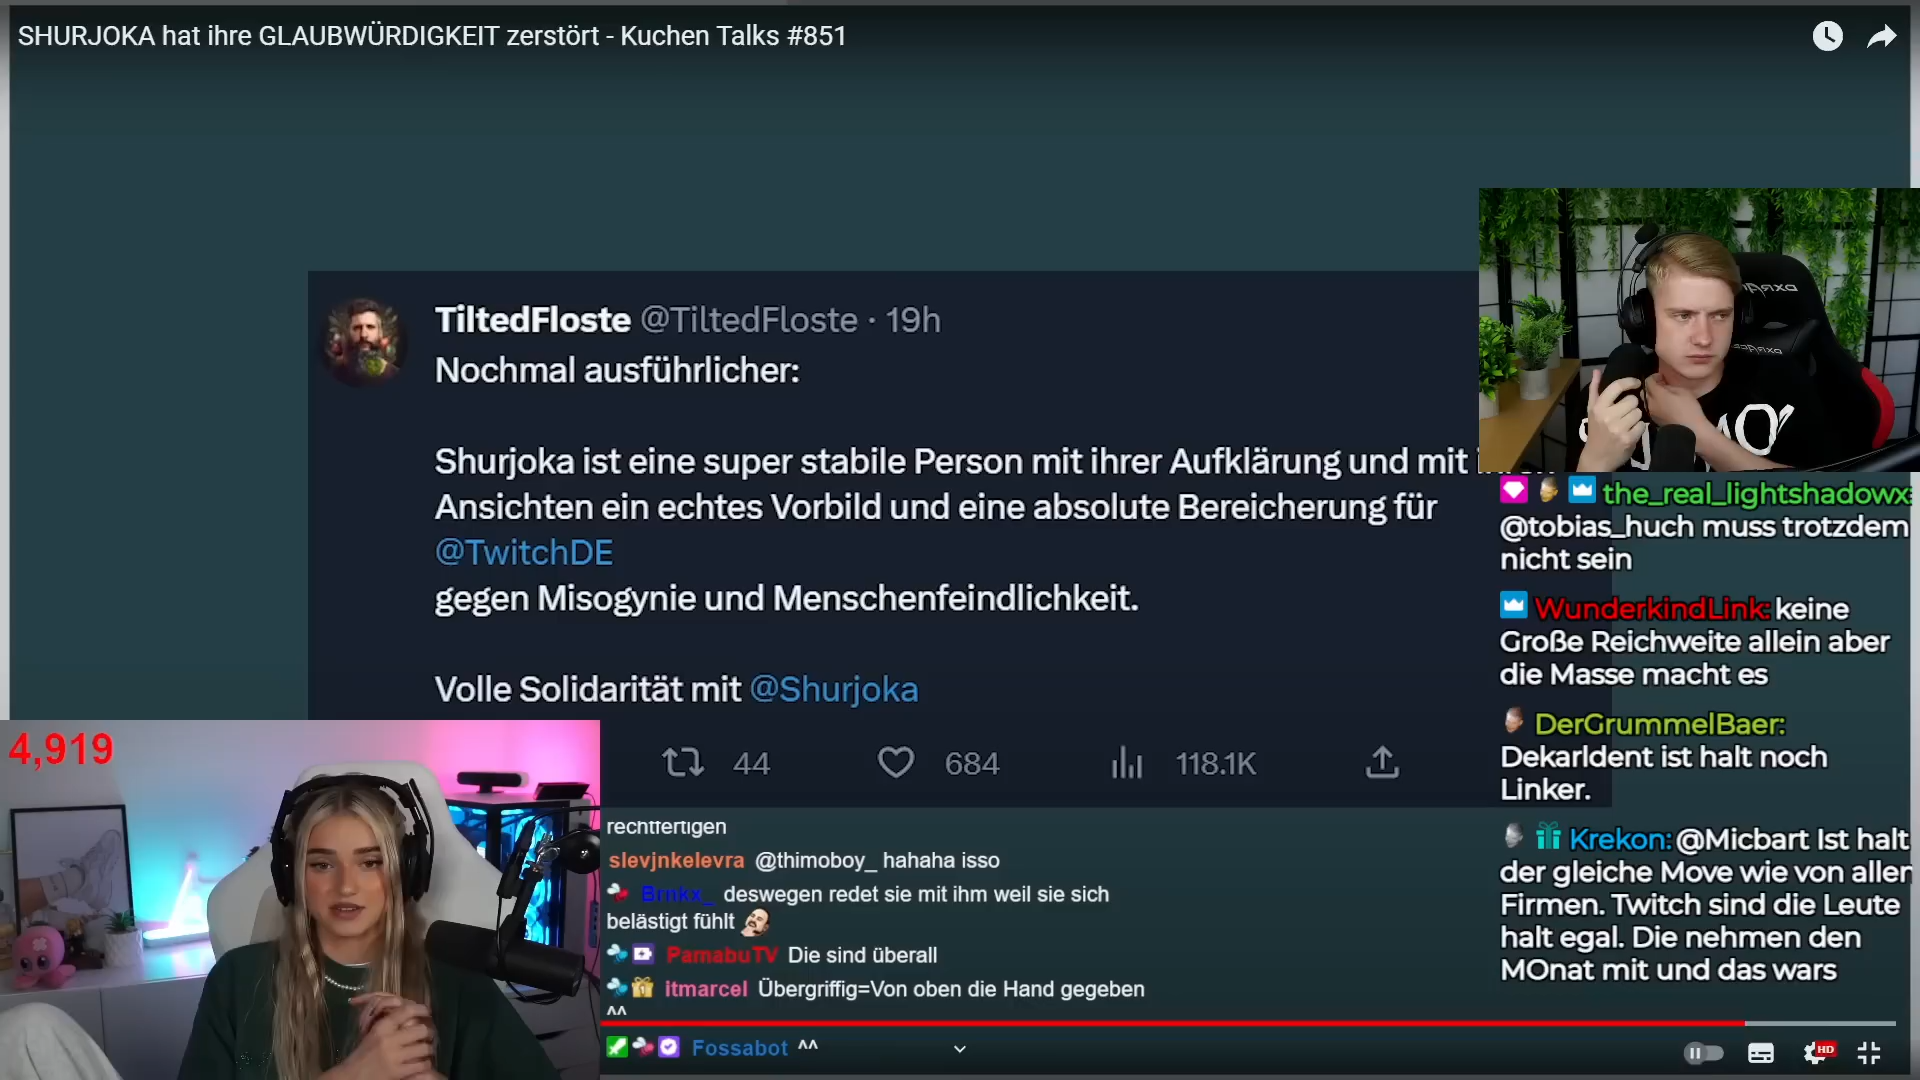 SHURJOKA hat ihre GLAUBWÜRDIGKEIT zerstört - Kuchen Talks #851
TiltedFloste @TiltedFloste · 19h
Nochmal ausführlicher:
Shurjoka ist eine super stabile Person mit ihrer Aufklärung und mit
Ansichten ein echtes Vorbild und eine absolute Bereicherung für
@TwitchDE
gegen Misogynie und Menschenfeindlichkeit.
Volle Solidarität mit @Shurjoka
44 684 118.1K
4,919
rechtfertigen
slevjnkelevra @thimoboy_ hahaha isso
Brnkx_ deswegen redet sie mit ihm weil sie sich
belästigt fühlt
PamabuTV Die sind überall
itmarcel Übergriffig=Von oben die Hand gegeben
^^
Fossabot ^^
the_real_lightshadowx:
@tobias_huch muss trotzdem
nicht sein
WunderkindLink: keine
Große Reichweite allein aber
die Masse macht es
DerGrummelBaer:
Dekarldent ist halt noch
Linker.
Krekon: @Micbart Ist halt
der gleiche Move wie von allen
Firmen. Twitch sind die Leute
halt egal. Die nehmen den
MOnat mit und das wars
HD